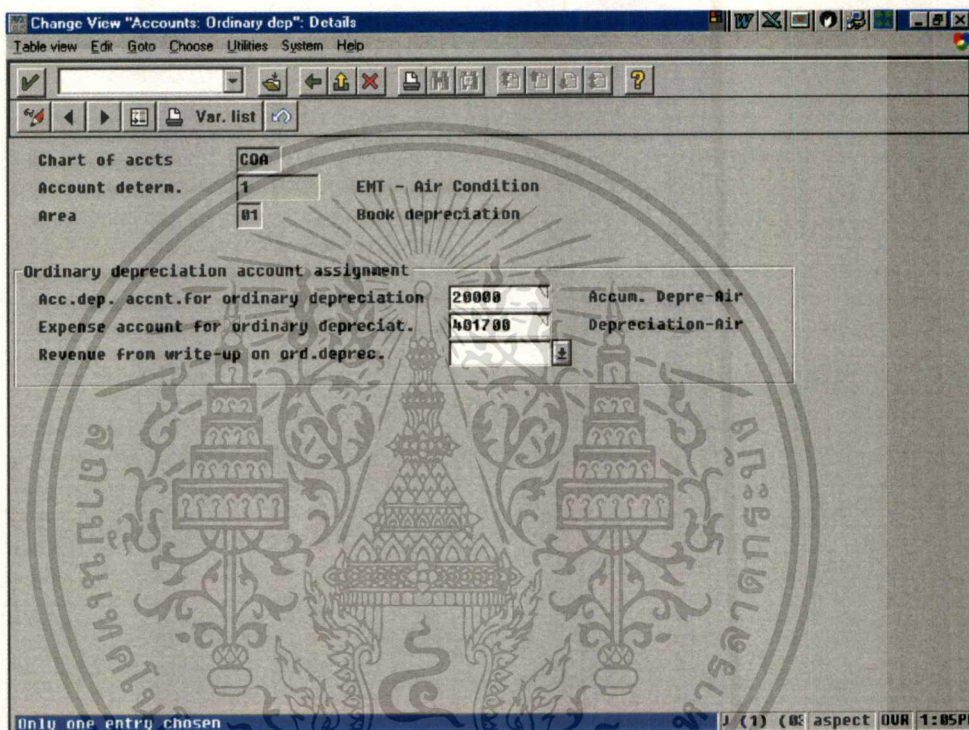 Change View "Accounts: Ordinary dep": Details
Table view Edit Goto Choose Utilities System Help
Var. list
Chart of accts COA
Account determ. 1 EMT - Air Condition
Area 01 Book depreciation
Ordinary depreciation account assignment
Acc.dep. accnt.for ordinary depreciation 20000 Accum. Depre-Air
Expense account for ordinary depreciat. 401700 Depreciation-Air
Revenue from write-up on ord.deprec.
Only one entry chosen
aspect OVR 1:05P